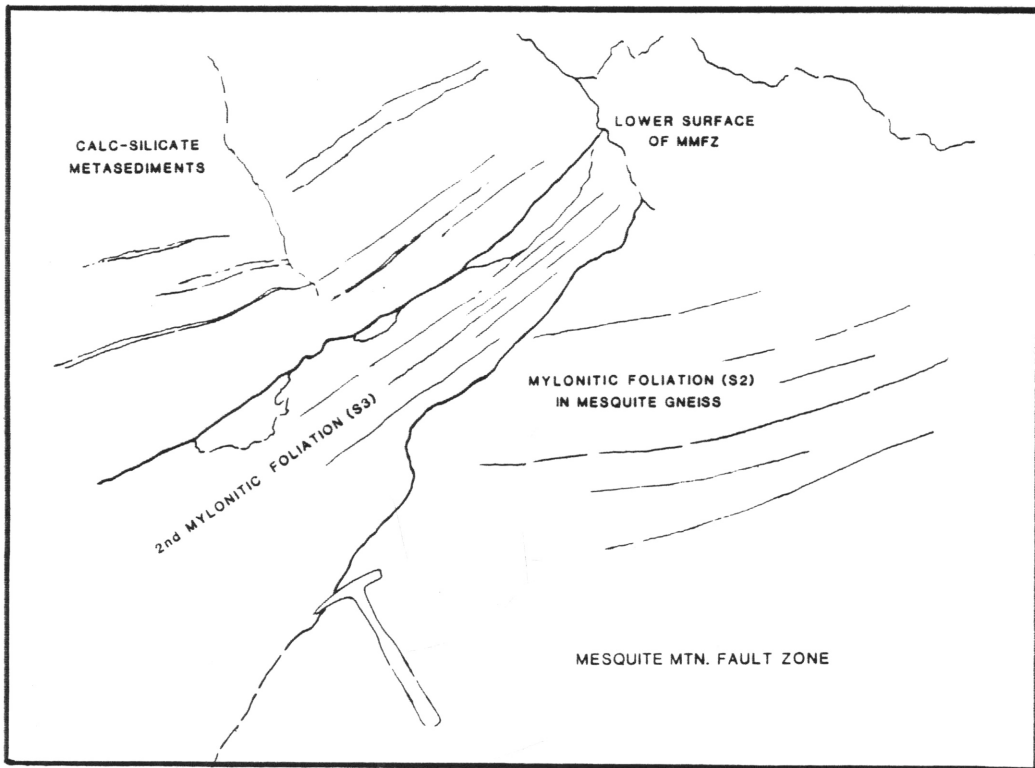 CALC-SILICATE
METASEDIMENTS
LOWER SURFACE
OF MMFZ
MYLONITIC FOLIATION (S2)
IN MESQUITE GNEISS
2nd MYLONITIC FOLIATION (S3)
MESQUITE MTN. FAULT ZONE